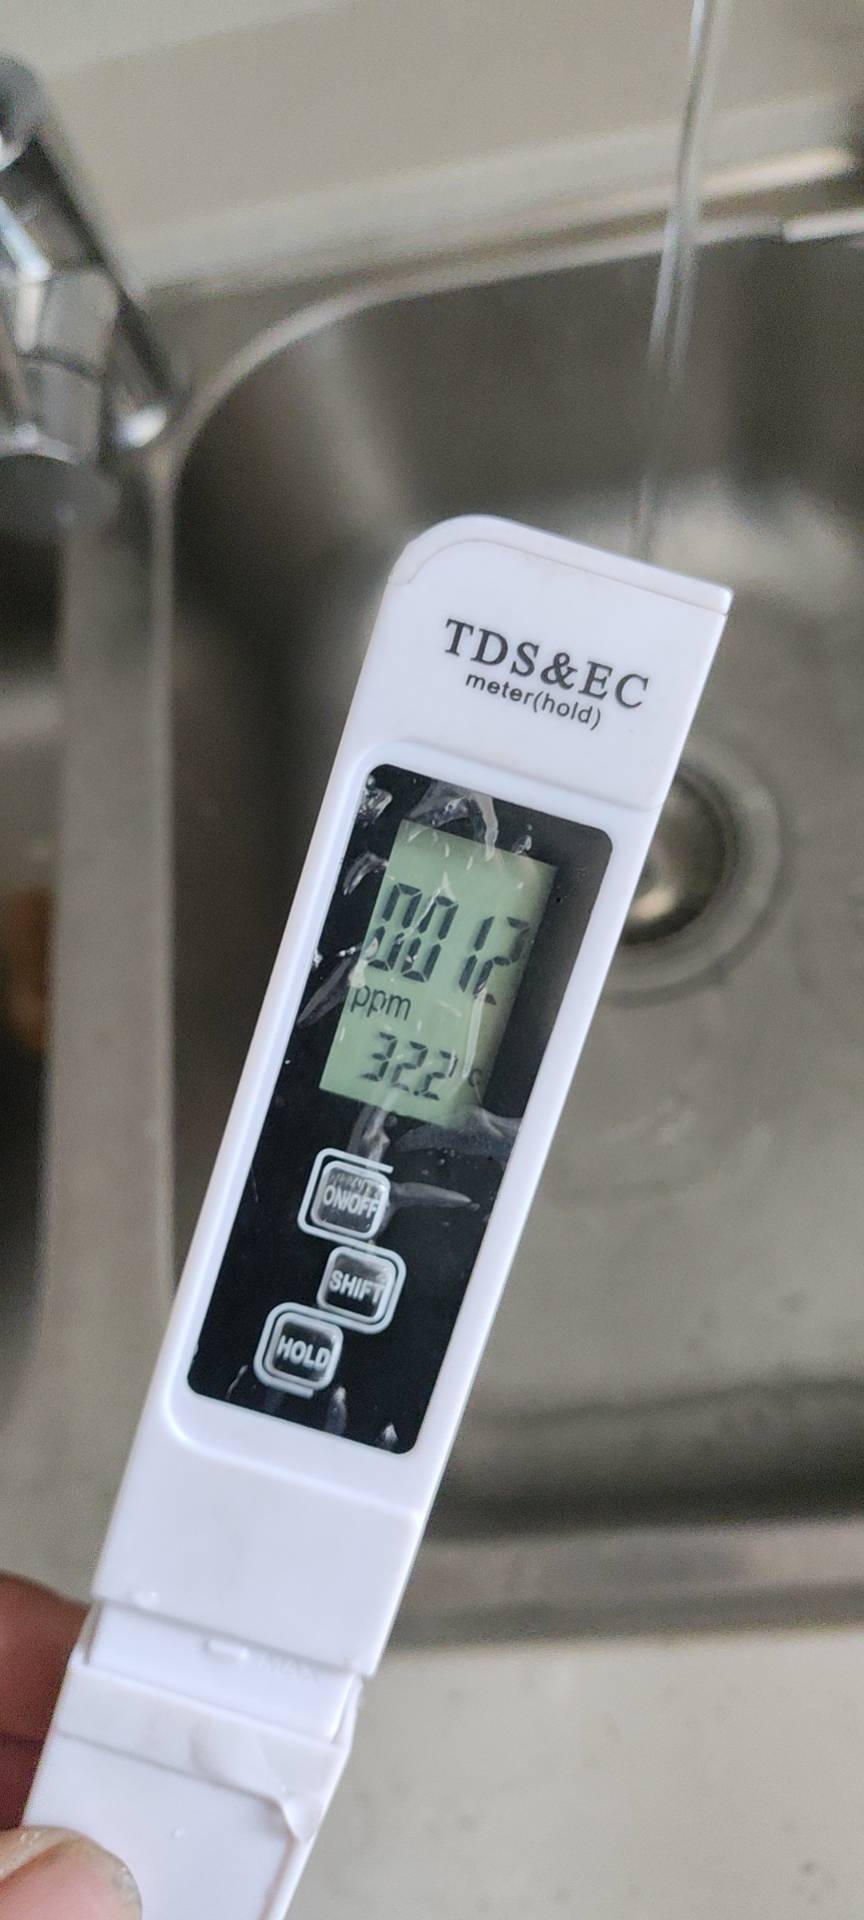 TDS&EC
meter(hold)
0012
ppm
32.2 °
ON/OFF
SHIFT
HOLD